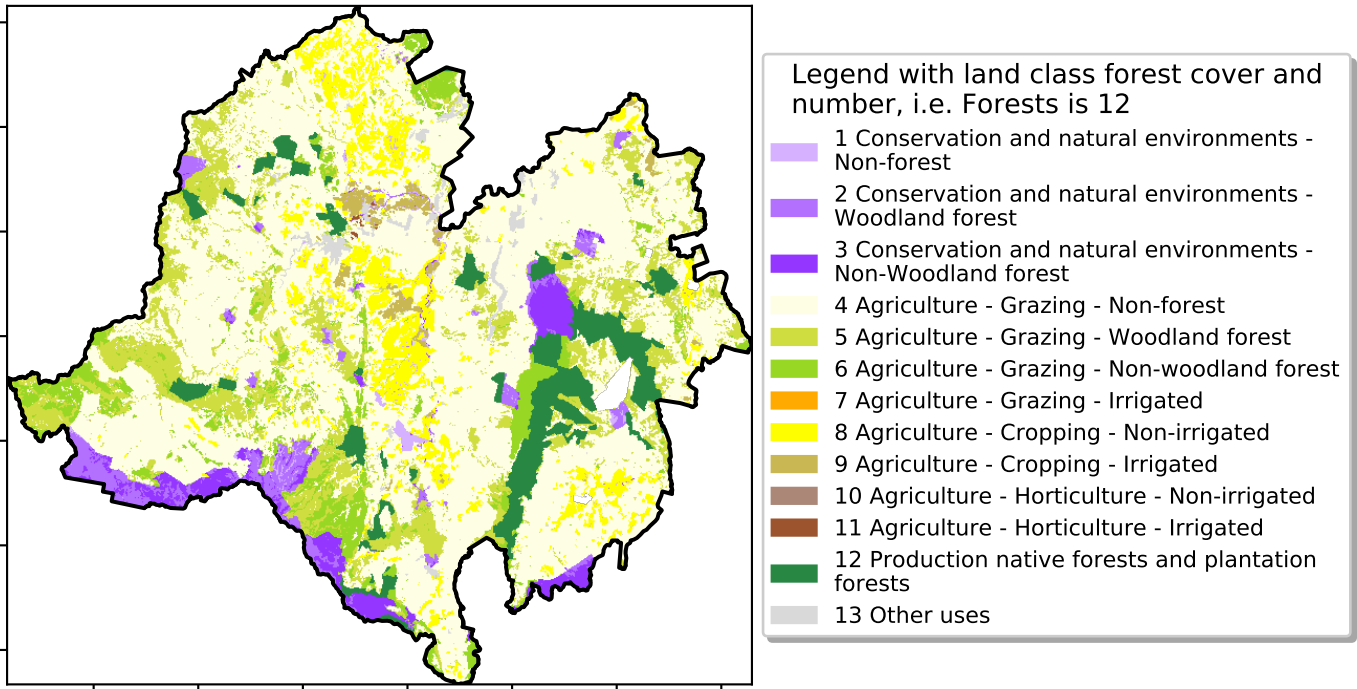 Legend with land class forest cover and
number, i.e. Forests is 12
1 Conservation and natural environments -
Non-forest
2 Conservation and natural environments -
Woodland forest
3 Conservation and natural environments -
Non-Woodland forest
4 Agriculture - Grazing - Non-forest
5 Agriculture - Grazing - Woodland forest
6 Agriculture - Grazing - Non-woodland forest
7 Agriculture - Grazing - Irrigated
8 Agriculture - Cropping - Non-irrigated
9 Agriculture - Cropping - Irrigated
10 Agriculture - Horticulture - Non-irrigated
11 Agriculture - Horticulture - Irrigated
12 Production native forests and plantation
forests
13 Other uses